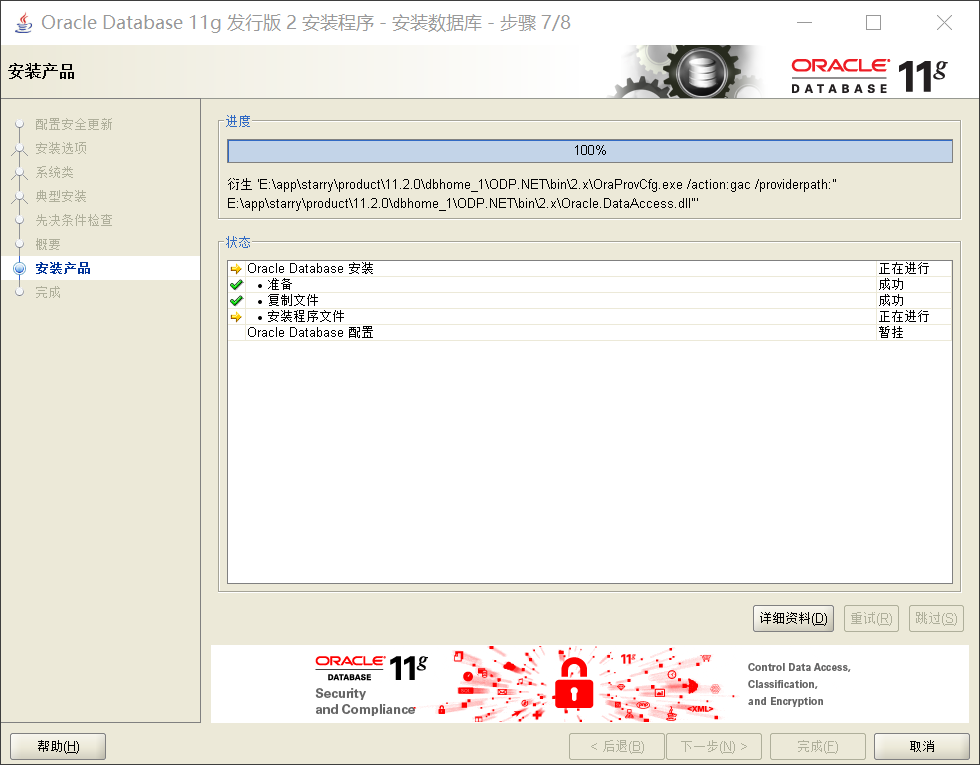 Oracle Database 11g 发行版 2 安装程序 - 安装数据库 - 步骤 7/8
安装产品
ORACLE
DATABASE 11g
配置安全更新
安装选项
系统类
典型安装
先决条件检查
概要
安装产品
完成
进度
100%
衍生 'E:\app\starry\product\11.2.0\dbhome_1\ODP.NET\bin\2.x\OraProvCfg.exe /action:gac /providerpath:"
E:\app\starry\product\11.2.0\dbhome_1\ODP.NET\bin\2.x\Oracle.DataAccess.dll"'
状态
Oracle Database 安装 正在进行
• 准备 成功
• 复制文件 成功
• 安装程序文件 正在进行
Oracle Database 配置 暂挂
详细资料(D) 重试(R) 跳过(S)
ORACLE
DATABASE 11g
Security
and Compliance
11g
<XML>
Control Data Access,
Classification,
and Encryption
帮助(H) < 后退(B) 下一步(N) > 完成(F) 取消